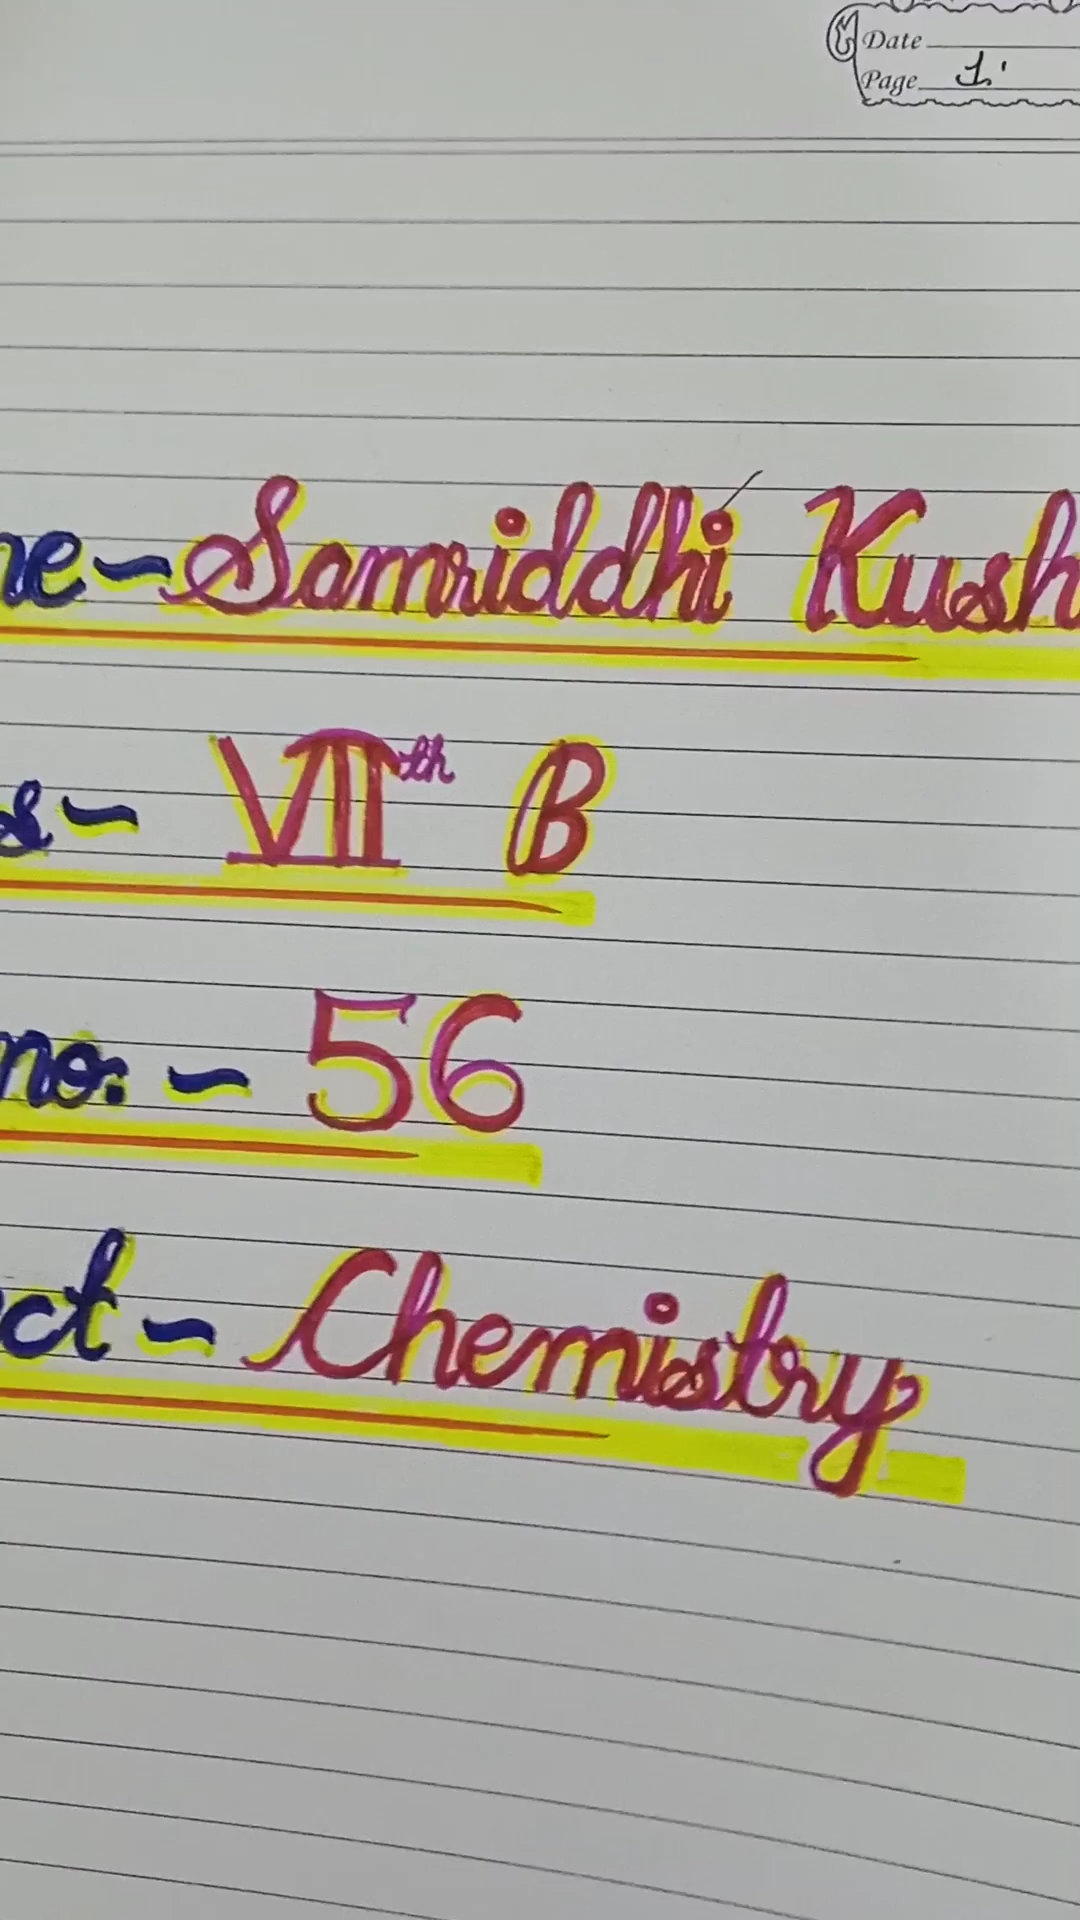 Date
Page 1.
ne - Samriddhi Kush
s - VIIth B
no. - 56
ct - Chemistry